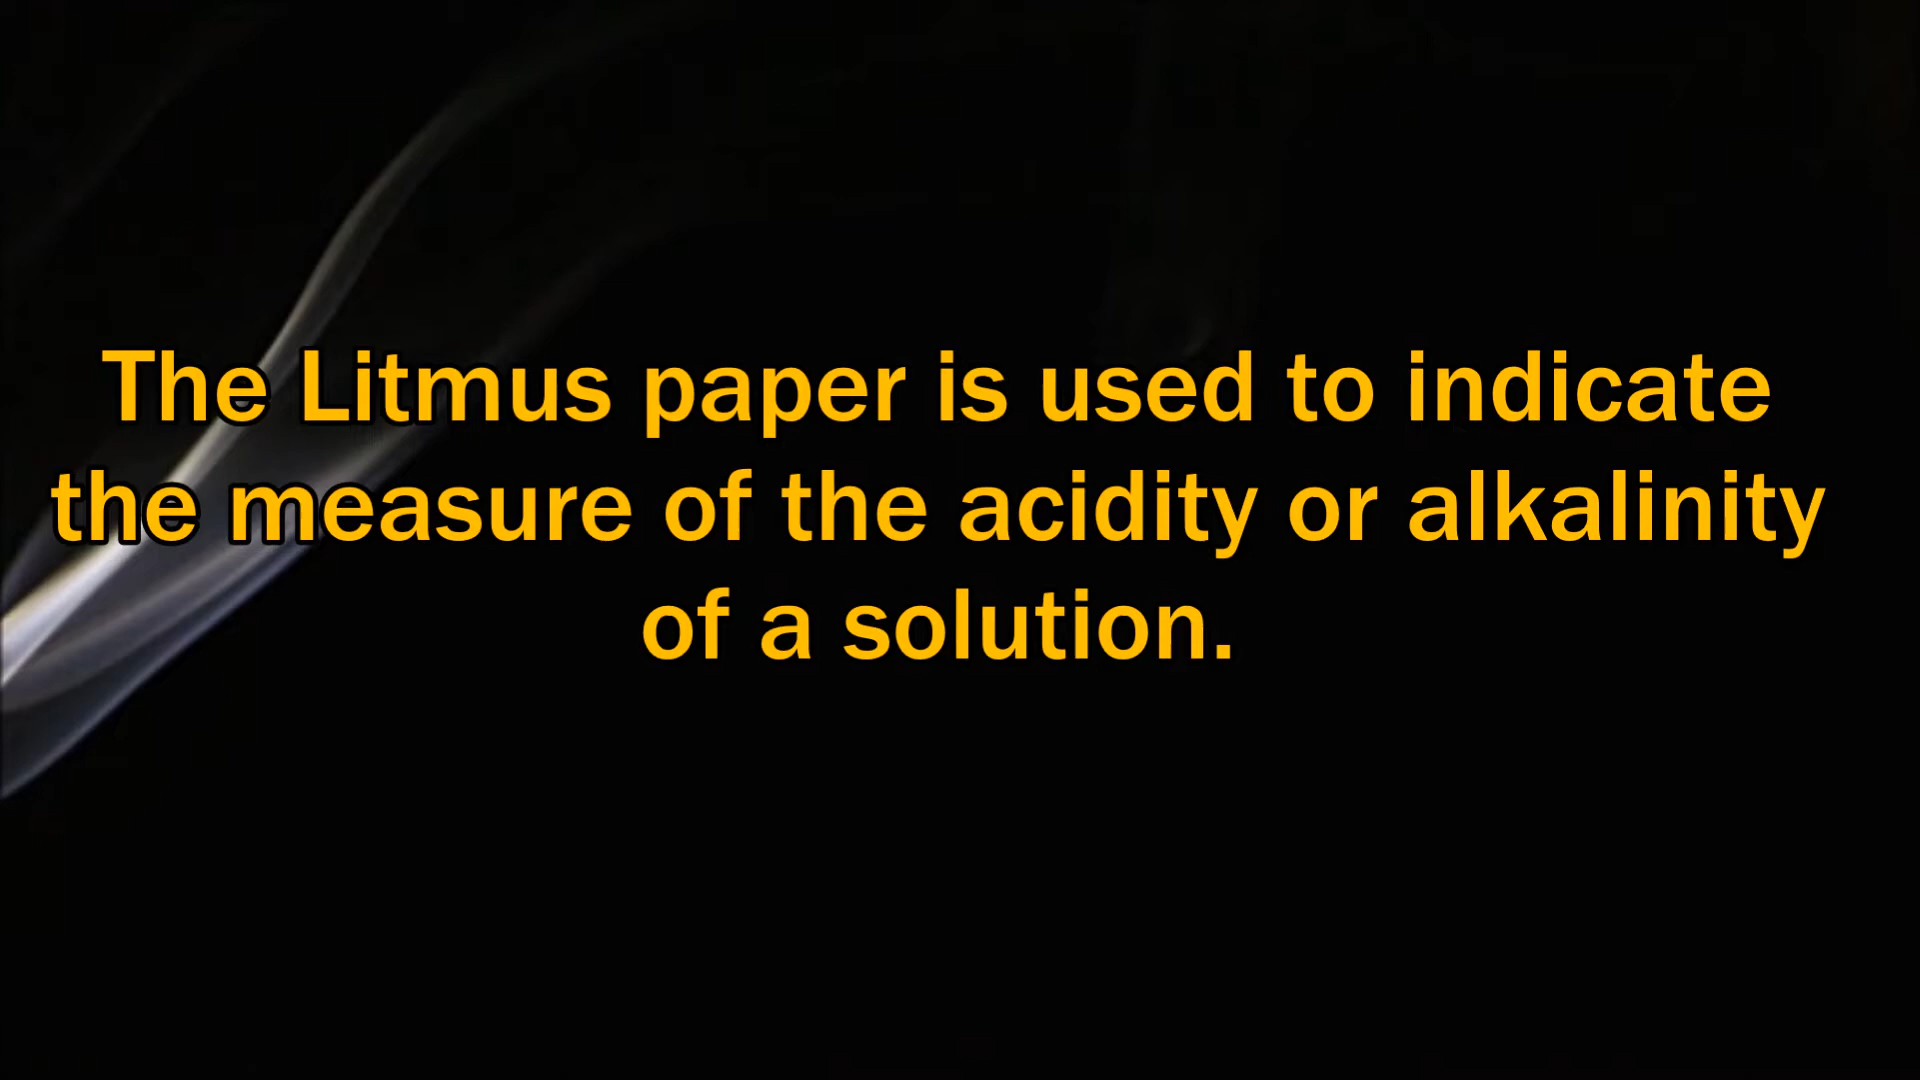 The Litmus paper is used to indicate
the measure of the acidity or alkalinity
of a solution.